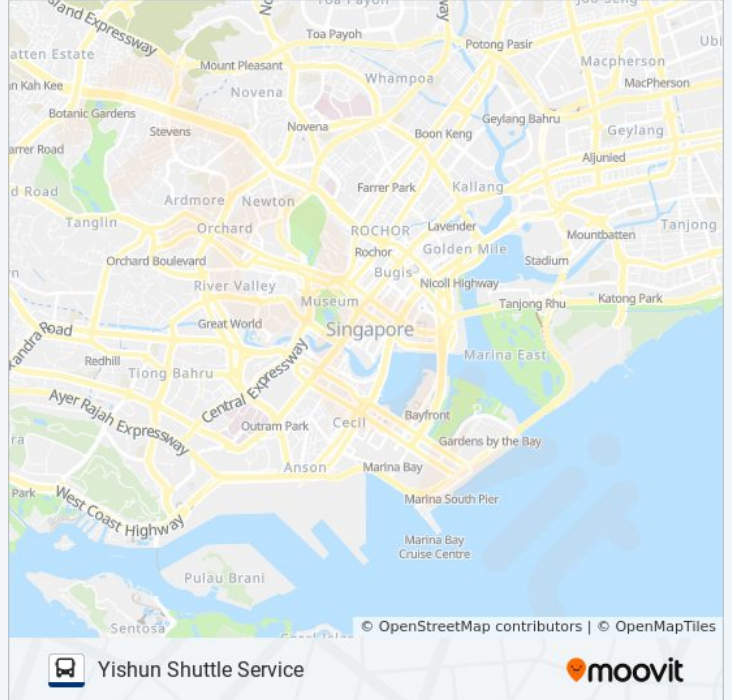 sland Expressway
Toa Payoh
Joo Seng
Toa Payoh
Potong Pasir
Ubi
atten Estate
Mount Pleasant
Whampoa
Macpherson
MacPherson
n Kah Kee
Novena
Botanic Gardens
Stevens
Novena
Boon Keng
Geylang Bahru
Geylang
arrer Road
Aljunied
d Road
Ardmore
Newton
Farrer Park
Kallang
Tanglin
Orchard
ROCHOR
Lavender
Tanjong
Mountbatten
Rochor
Golden Mile
Orchard Boulevard
Bugis
Stadium
River Valley
Nicoll Highway
Museum
Tanjong Rhu
Katong Park
Great World
Singapore
xandra Road
Redhill
Marina East
Tiong Bahru
Central Expressway
Ayer Rajah Expressway
Outram Park
Cecil
Bayfront
Gardens by the Bay
Anson
Marina Bay
Park
West Coast Highway
Marina South Pier
Marina Bay
Cruise Centre
Pulau Brani
Sentosa
© OpenStreetMap contributors | © OpenMapTiles
Yishun Shuttle Service
moovit